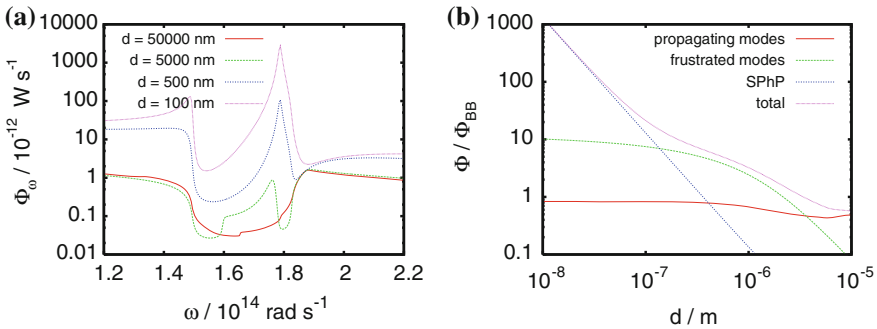 (a)
10000
1000
100
10
1
0.1
0.01
Φω / 10-12 W s-1
d = 50000 nm
d = 5000 nm
d = 500 nm
d = 100 nm
1.2 1.4 1.6 1.8 2 2.2
ω / 1014 rad s-1
(b)
1000
100
10
1
0.1
Φ / ΦBB
propagating modes
frustrated modes
SPhP
total
10-8 10-7 10-6 10-5
d / m